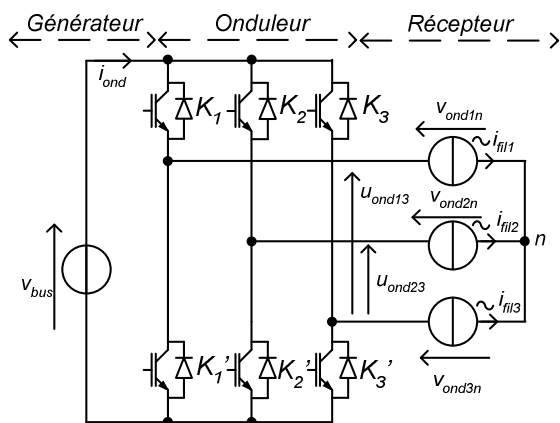 Générateur Onduleur Récepteur
i_ond
K_1 K_2 K_3
v_ond1n
i_fil1
v_ond2n
i_fil2
u_ond13
n
u_ond23
v_bus
i_fil3
K_1' K_2' K_3'
v_ond3n